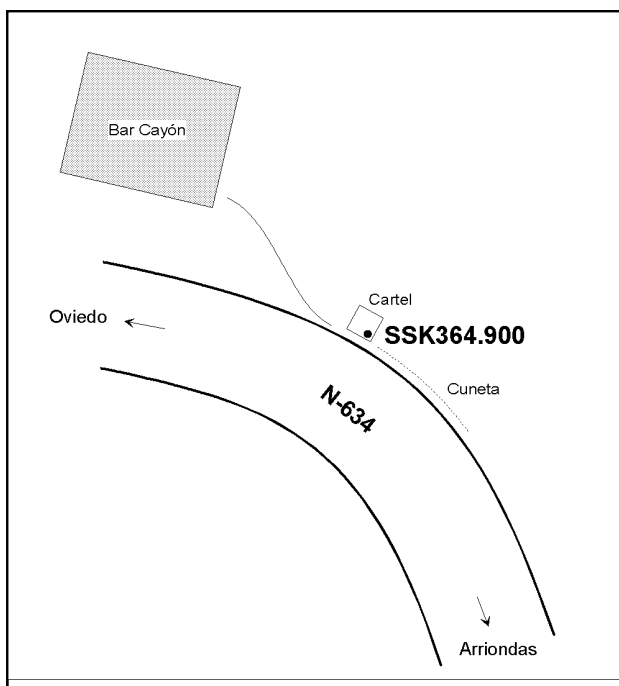 Bar Cayón
Cartel
Oviedo
SSK364.900
Cuneta
N-634
Arriondas